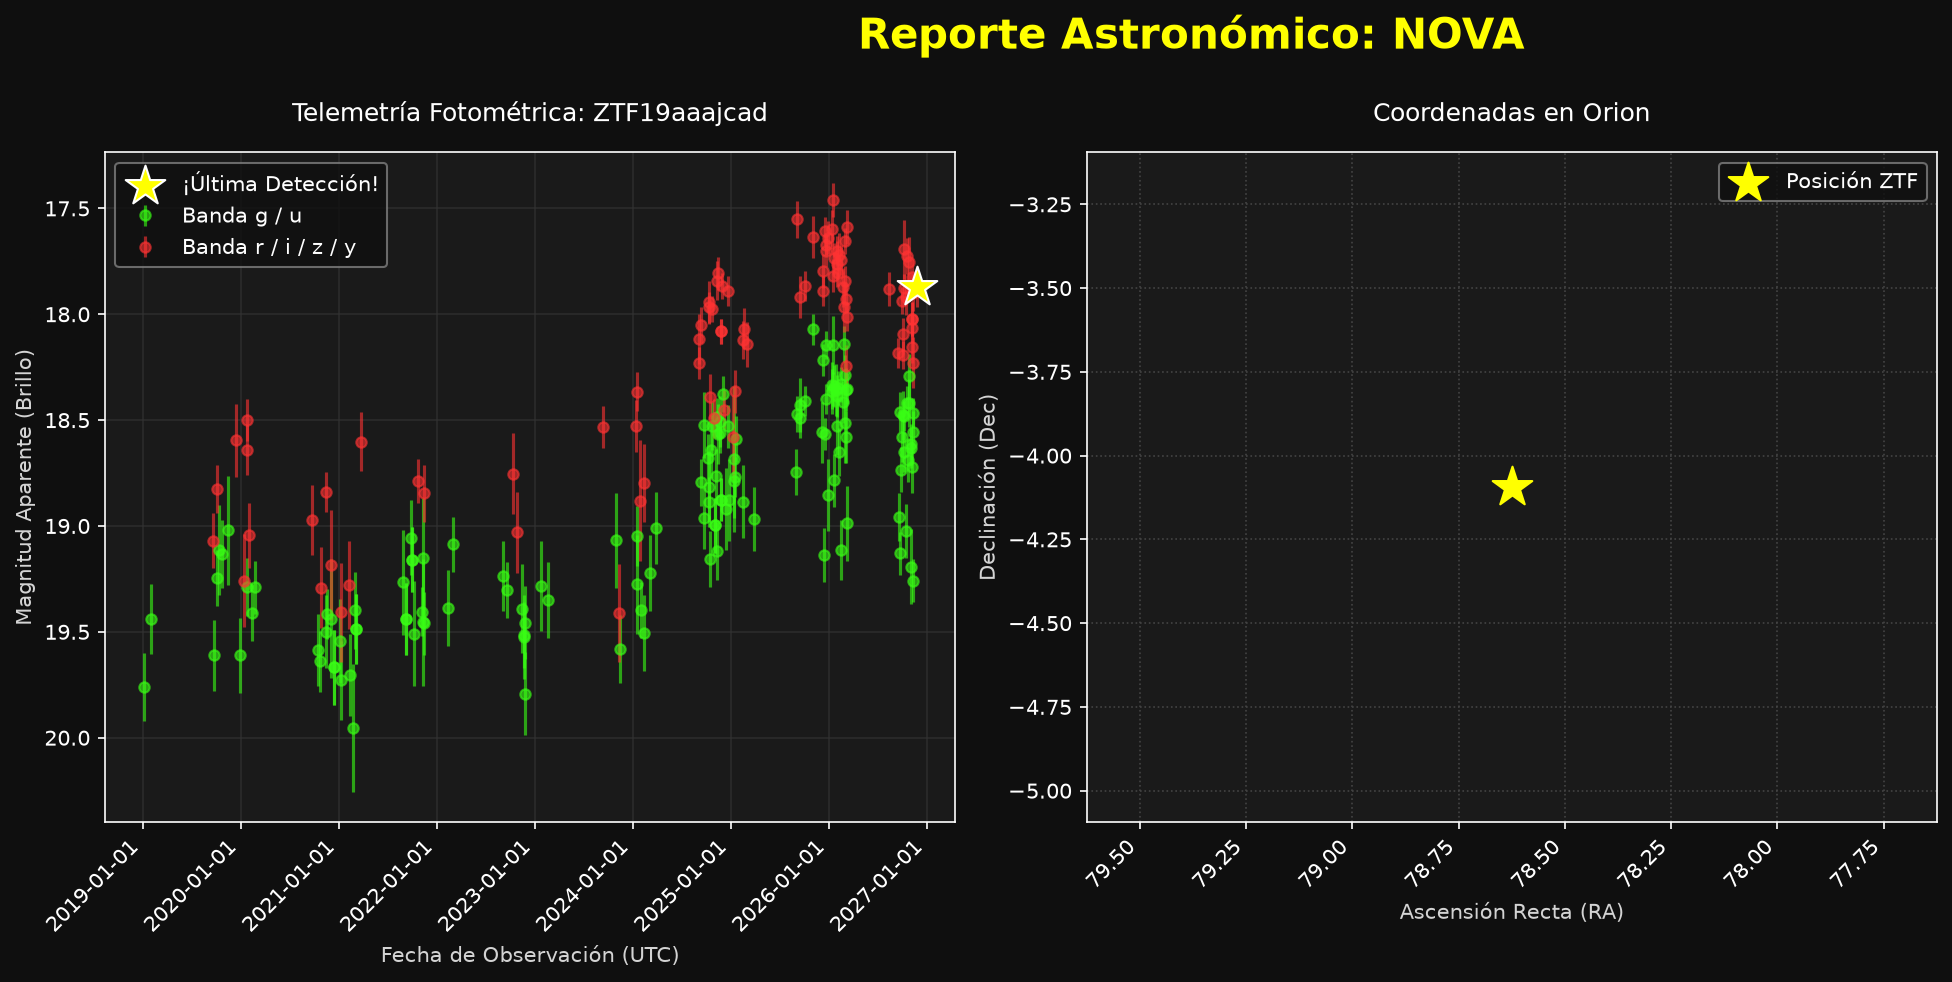 Reporte Astronómico: NOVA
Telemetría Fotométrica: ZTF19aaajcad
¡Última Detección!
Banda g / u
Banda r / i / z / y
Magnitud Aparente (Brillo)
17.5
18.0
18.5
19.0
19.5
20.0
2019-01-01
2020-01-01
2021-01-01
2022-01-01
2023-01-01
2024-01-01
2025-01-01
2026-01-01
2027-01-01
Fecha de Observación (UTC)
Coordenadas en Orion
Posición ZTF
Declinación (Dec)
−3.25
−3.50
−3.75
−4.00
−4.25
−4.50
−4.75
−5.00
79.50
79.25
79.00
78.75
78.50
78.25
78.00
77.75
Ascensión Recta (RA)